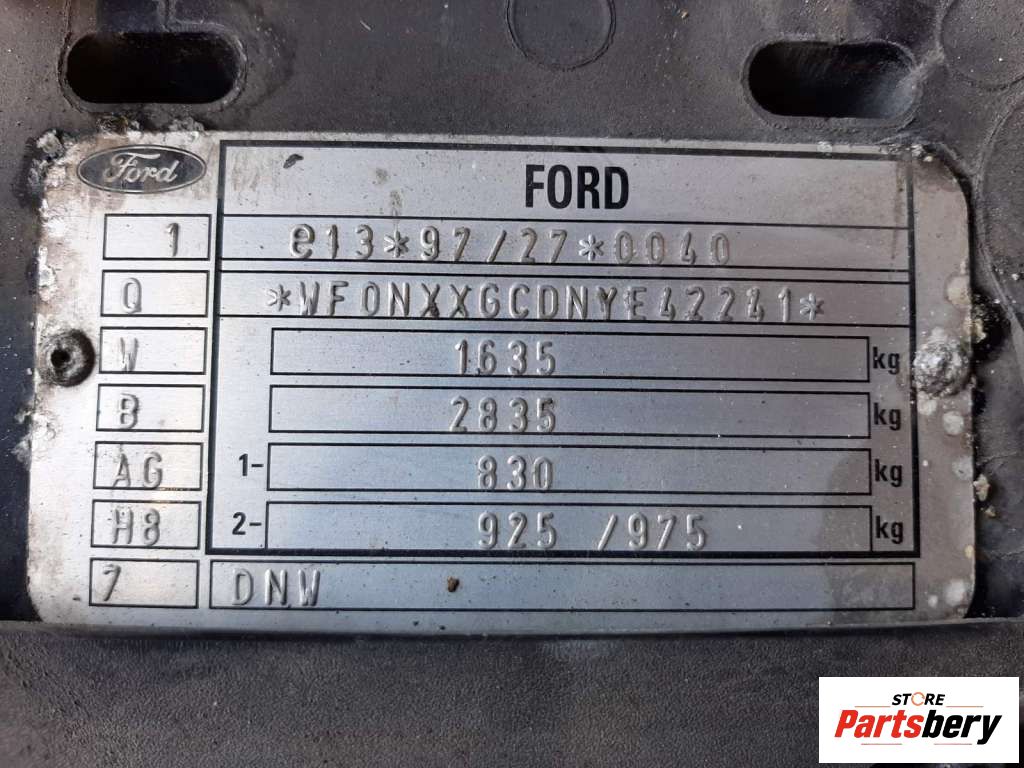 Ford
FORD
1 e13*97/27*0040
Q *WF0NXXGCDNYE42241*
W 1635 kg
B 2835 kg
AG 1- 830
H8 2- 925 /975 kg
7 DNW
STORE
Partsbery